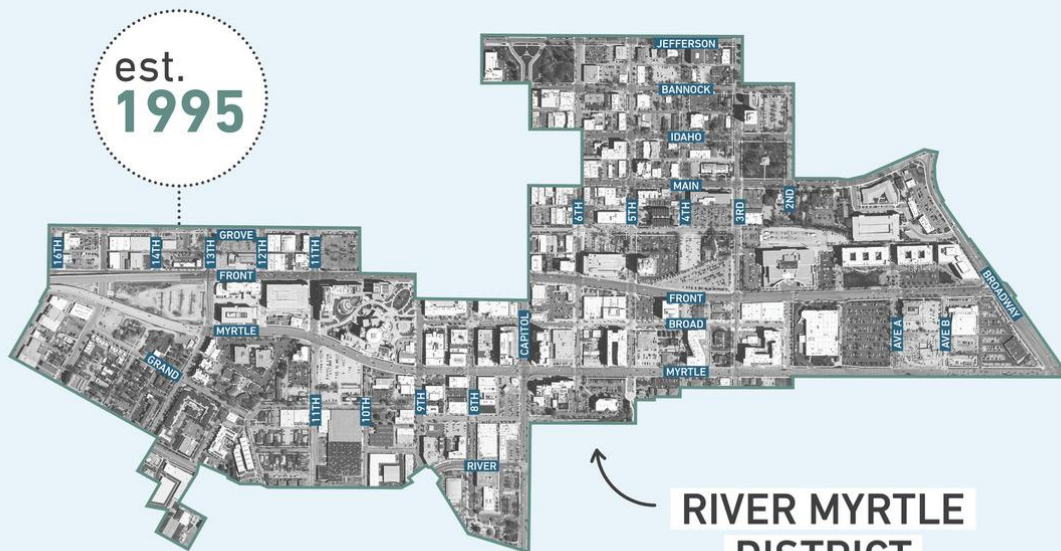 est.
1995
JEFFERSON
BANNOCK
IDAHO
MAIN
6TH
5TH
4TH
3RD
2ND
16TH
14TH
13TH
GROVE
12TH
11TH
FRONT
FRONT
BROADWAY
MYRTLE
CAPITOL
BROAD
AVE A
AVE B
GRAND
MYRTLE
11TH
10TH
9TH
8TH
RIVER
RIVER MYRTLE
DISTRICT